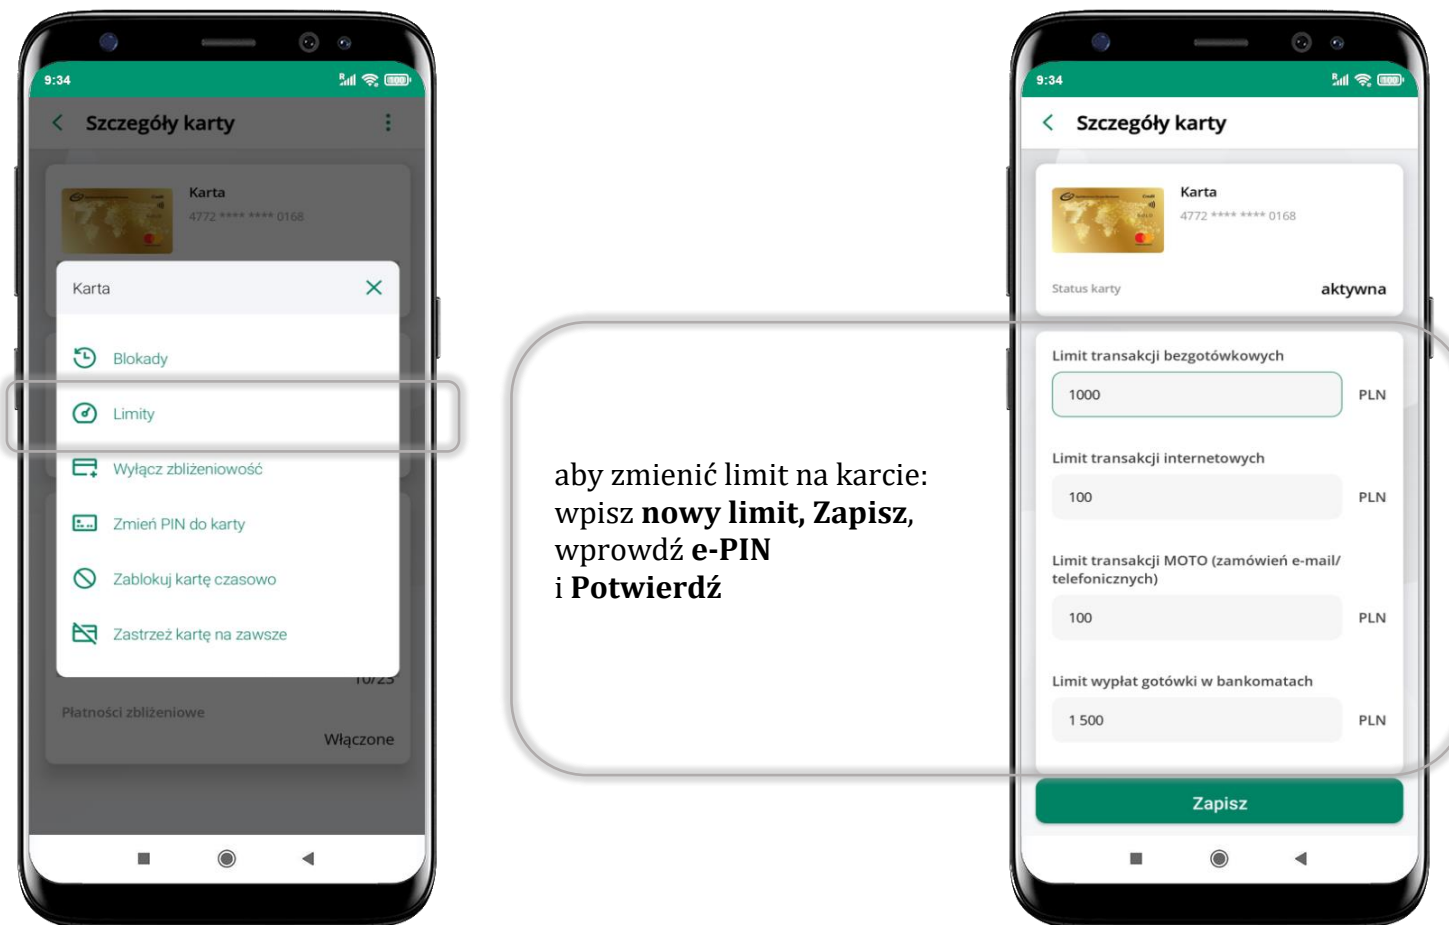 9:34
Szczegóły karty
Karta
4772 **** **** 0168
Karta
Blokady
Limity
Wyłącz zbliżeniowość
Zmień PIN do karty
Zablokuj kartę czasowo
Zastrzeż kartę na zawsze
10/25
Płatności zbliżeniowe
Włączone
aby zmienić limit na karcie:
wpisz nowy limit, Zapisz,
wprowdź e-PIN
i Potwierdź
9:34
Szczegóły karty
Karta
4772 **** **** 0168
Status karty
aktywna
Limit transakcji bezgotówkowych
1000 PLN
Limit transakcji internetowych
100 PLN
Limit transakcji MOTO (zamówień e-mail/
telefonicznych)
100 PLN
Limit wypłat gotówki w bankomatach
1 500 PLN
Zapisz